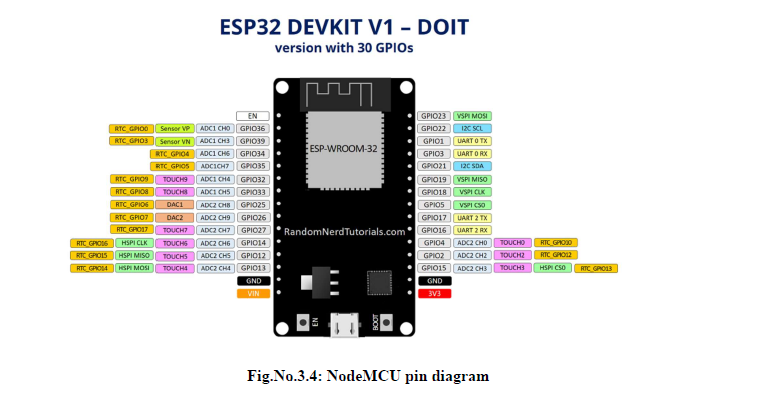 ESP32 DEVKIT V1 – DOIT
version with 30 GPIOs
EN
RTC_GPIO0 Sensor VP ADC1 CH0 GPIO36
RTC_GPIO3 Sensor VN ADC1 CH3 GPIO39
RTC_GPIO4 ADC1 CH6 GPIO34
RTC_GPIO5 ADC1CH7 GPIO35
RTC_GPIO9 TOUCH9 ADC1 CH4 GPIO32
RTC_GPIO8 TOUCH8 ADC1 CH5 GPIO33
RTC_GPIO6 DAC1 ADC2 CH8 GPIO25
RTC_GPIO7 DAC2 ADC2 CH9 GPIO26
RTC_GPIO17 TOUCH7 ADC2 CH7 GPIO27
RTC_GPIO16 HSPI CLK TOUCH6 ADC2 CH6 GPIO14
RTC_GPIO15 HSPI MISO TOUCH5 ADC2 CH5 GPIO12
RTC_GPIO14 HSPI MOSI TOUCH4 ADC2 CH4 GPIO13
GND
VIN
ESP-WROOM-32
RandomNerdTutorials.com
EN
BOOT
GPIO23 VSPI MOSI
GPIO22 I2C SCL
GPIO1 UART 0 TX
GPIO3 UART 0 RX
GPIO21 I2C SDA
GPIO19 VSPI MISO
GPIO18 VSPI CLK
GPIO5 VSPI CS0
GPIO17 UART 2 TX
GPIO16 UART 2 RX
GPIO4 ADC2 CH0 TOUCH0 RTC_GPIO10
GPIO2 ADC2 CH2 TOUCH2 RTC_GPIO12
GPIO15 ADC2 CH3 TOUCH3 HSPI CS0 RTC_GPIO13
GND
3V3
Fig.No.3.4: NodeMCU pin diagram